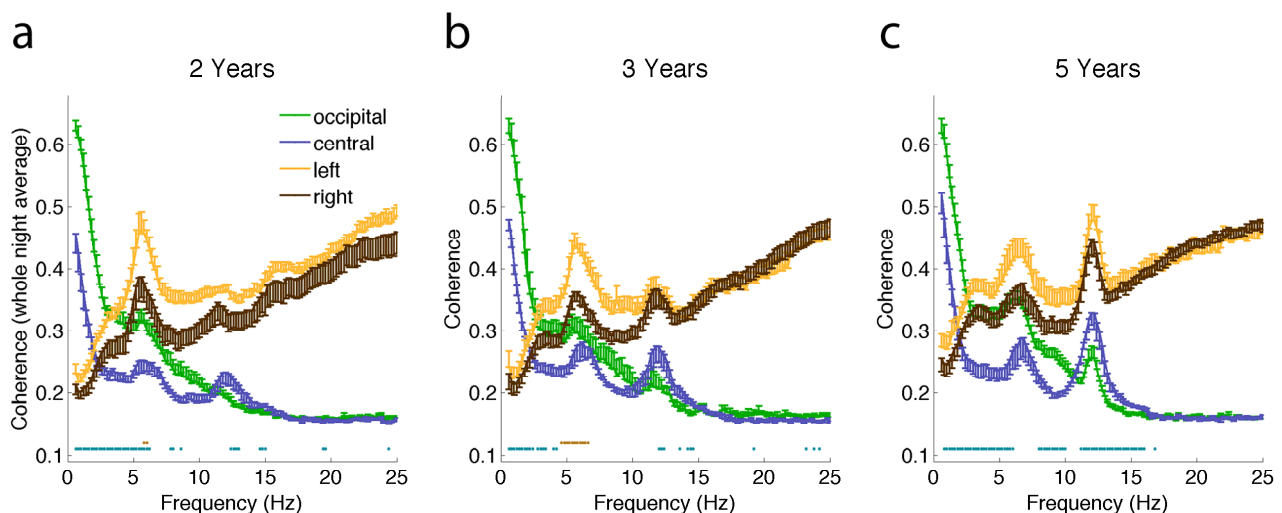 a
2 Years
Coherence (whole night average)
0.6
0.5
0.4
0.3
0.2
0.1
occipital
central
left
right
0 5 10 15 20 25
Frequency (Hz)
b
3 Years
Coherence
0.6
0.5
0.4
0.3
0.2
0.1
0 5 10 15 20 25
Frequency (Hz)
c
5 Years
Coherence
0.6
0.5
0.4
0.3
0.2
0.1
0 5 10 15 20 25
Frequency (Hz)